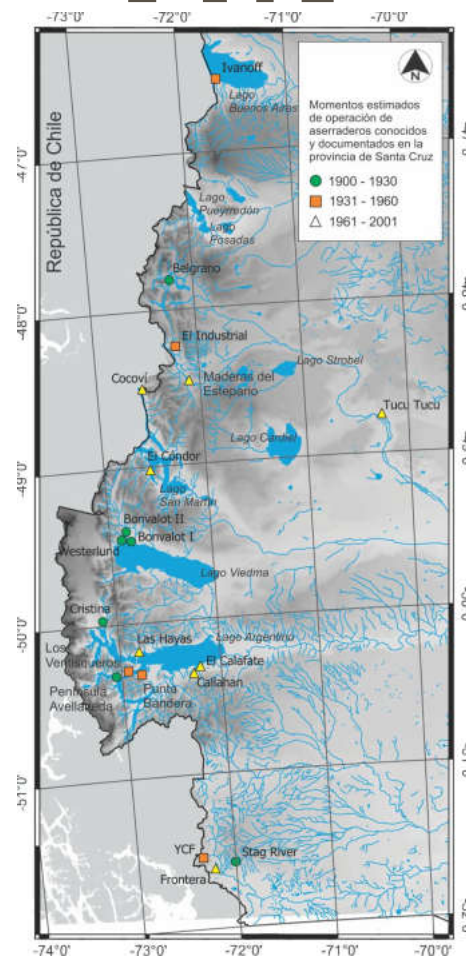 -73°0' -72°0' -71°0' -70°0'
N
Momentos estimados
de operación de
aserraderos conocidos
y documentados en la
provincia de Santa Cruz
1900 - 1930
1931 - 1960
1961 - 2001
República de Chile
Ivanoff
Lago
Buenos Aires
-47°0'
Lago
Pueyrredón
Lago
Posadas
Belgrano
-48°0'
El Industrial
Lago Strobel
Cocoví
Maderas del
Estepario
Tucu Tucu
Lago Cardiel
El Cóndor
-49°0'
Lago
San Martín
Bonvalot II
Bonvalot I
Westerlund
Lago Viedma
Cristina
-50°0'
Las Hayas
Lago Argentino
Los
Ventisqueros
El Calafate
Callahan
Península
Avellaneda
Punta
Bandera
-51°0'
YCF
Stag River
Frontera
-74°0' -73°0' -72°0' -71°0' -70°0'